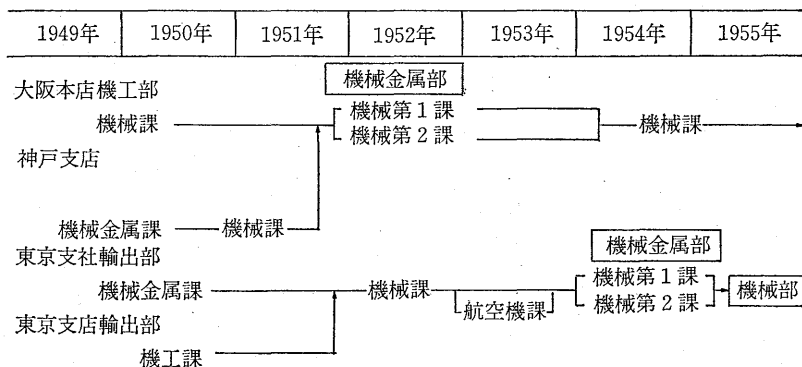 1949年 1950年 1951年 1952年 1953年 1954年 1955年
機械金属部
大阪本店機工部
機械第1課
機械課 機械課
機械第2課
神戸支店
機械金属課 機械課
機械金属部
東京支社輸出部
機械第1課
機械金属課 機械課 機械部
航空機課 機械第2課
東京支店輸出部
機工課